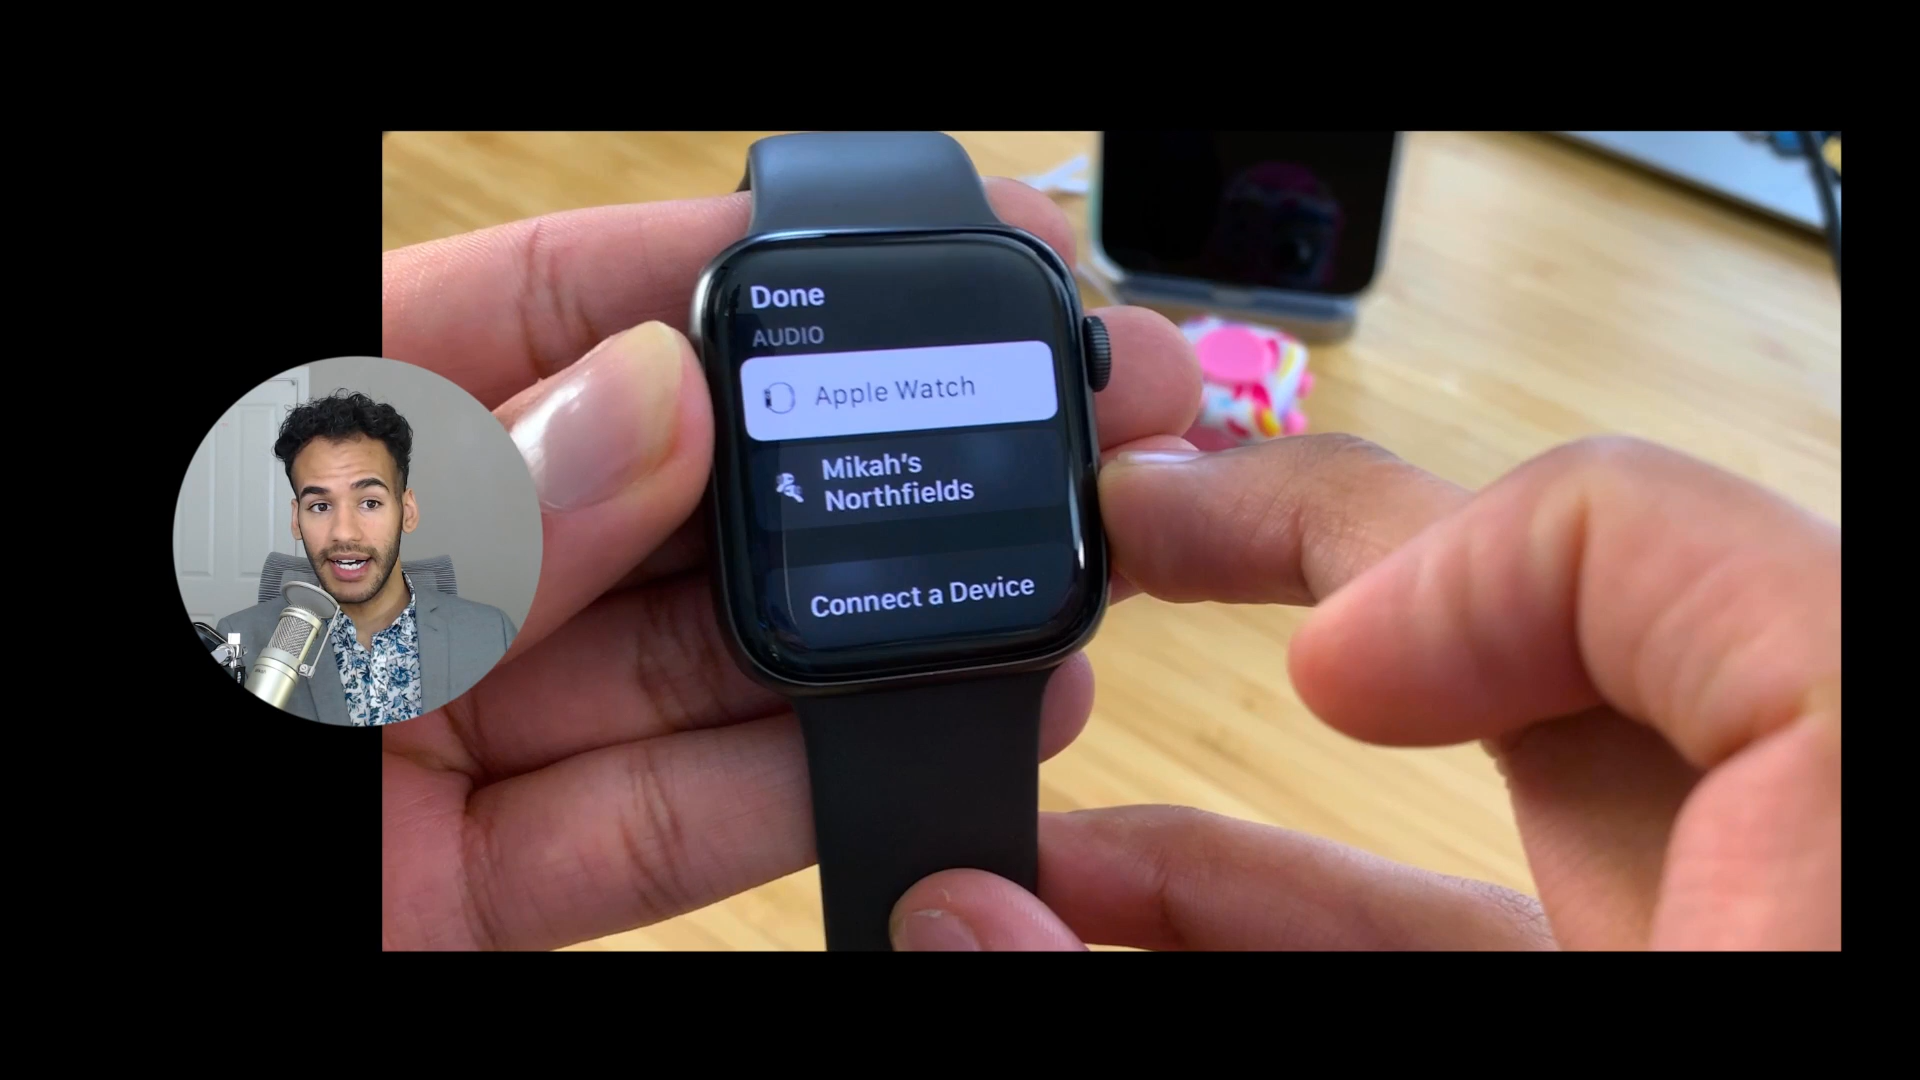 Done
AUDIO
Apple Watch
Mikah's
Northfields
Connect a Device